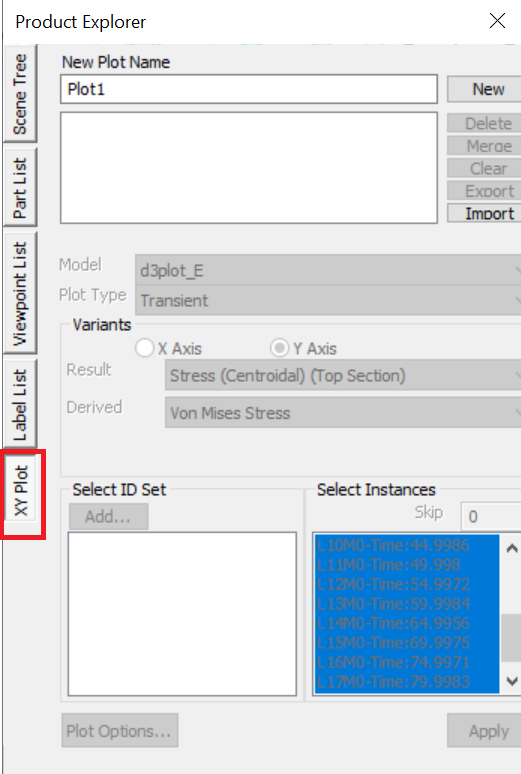 Product Explorer
Scene Tree
Part List
Viewpoint List
Label List
XY Plot
New Plot Name
Plot1
New
Delete
Merge
Clear
Export
Import
Model
d3plot_E
Plot Type
Transient
Variants
X Axis
Y Axis
Result
Stress (Centroidal) (Top Section)
Derived
Von Mises Stress
Select ID Set
Add...
Select Instances
Skip
0
L10M0-Time:44.9986
L11M0-Time:49.998
L12M0-Time:54.9972
L13M0-Time:59.9984
L14M0-Time:64.9956
L15M0-Time:69.9975
L16M0-Time:74.9971
L17M0-Time:79.9983
Plot Options...
Apply